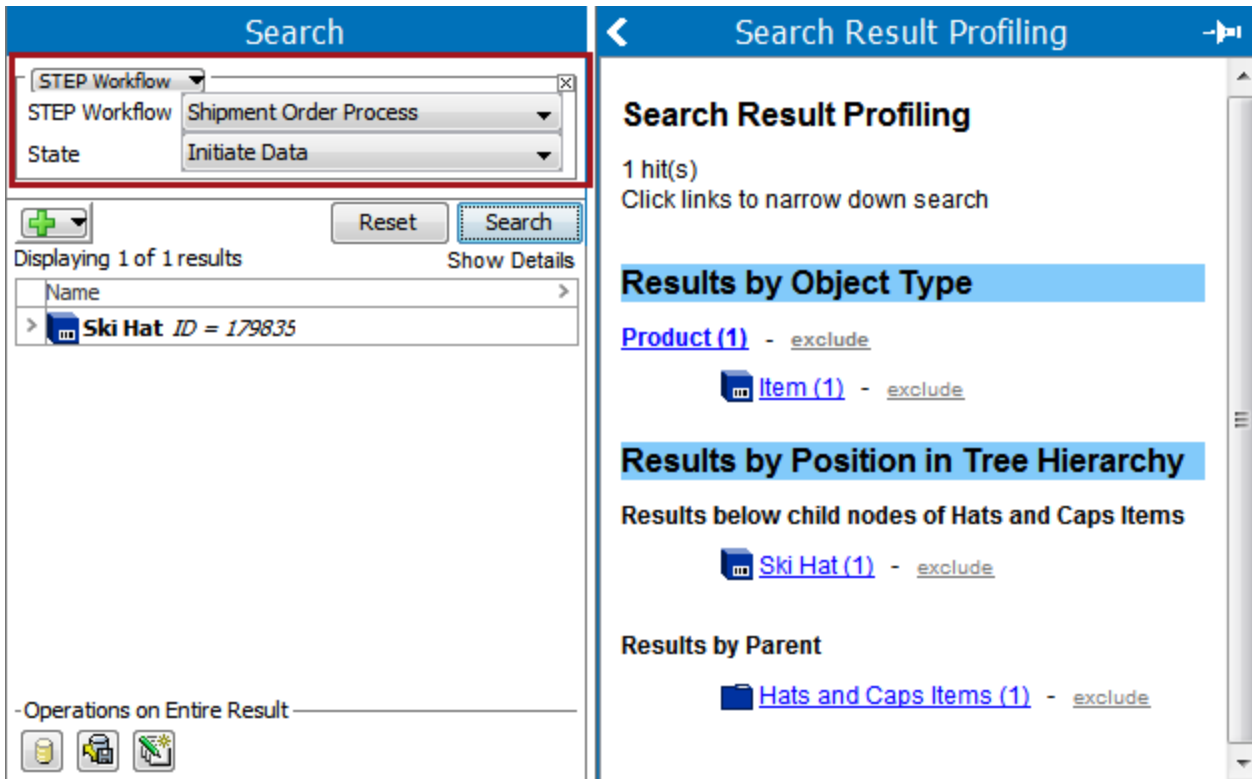 Search
STEP Workflow
STEP Workflow Shipment Order Process
State Initiate Data
Reset Search
Displaying 1 of 1 results Show Details
Name
Ski Hat ID = 179835
Operations on Entire Result
Search Result Profiling
Search Result Profiling
1 hit(s)
Click links to narrow down search
Results by Object Type
Product (1) - exclude
Item (1) - exclude
Results by Position in Tree Hierarchy
Results below child nodes of Hats and Caps Items
Ski Hat (1) - exclude
Results by Parent
Hats and Caps Items (1) - exclude